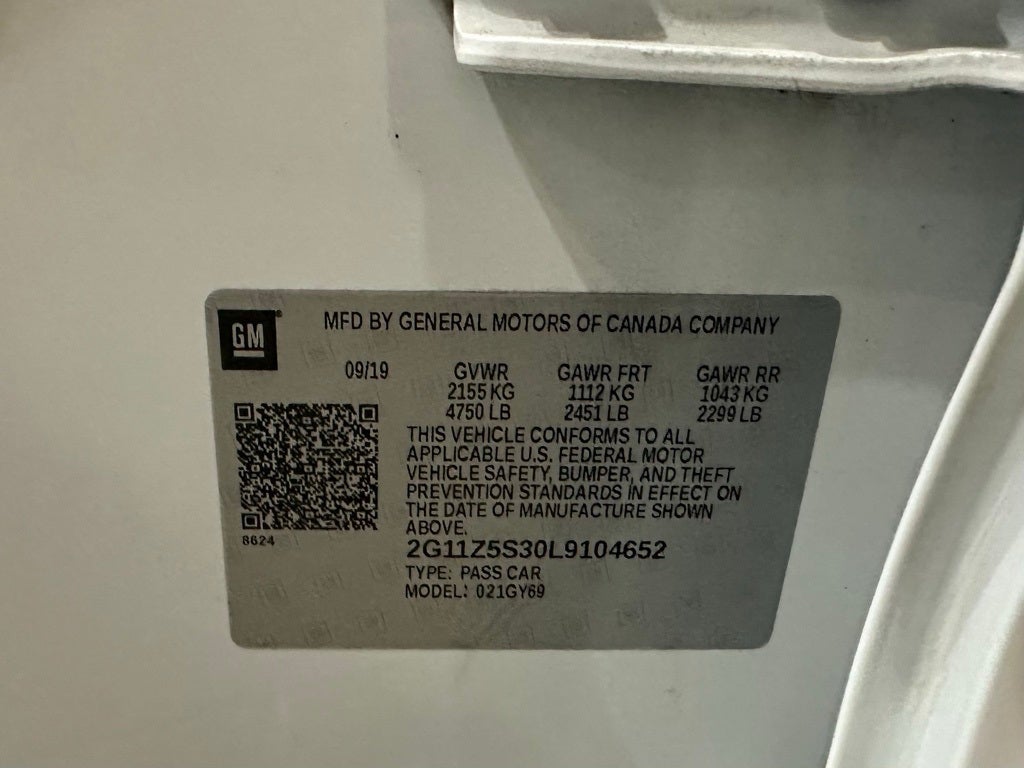 GM
MFD BY GENERAL MOTORS OF CANADA COMPANY
09/19 GVWR GAWR FRT GAWR RR
2155 KG 1112 KG 1043 KG
4750 LB 2451 LB 2299 LB
THIS VEHICLE CONFORMS TO ALL
APPLICABLE U.S. FEDERAL MOTOR
VEHICLE SAFETY, BUMPER, AND THEFT
PREVENTION STANDARDS IN EFFECT ON
THE DATE OF MANUFACTURE SHOWN
ABOVE.
8624
2G11Z5S30L9104652
TYPE: PASS CAR
MODEL: 021GY69